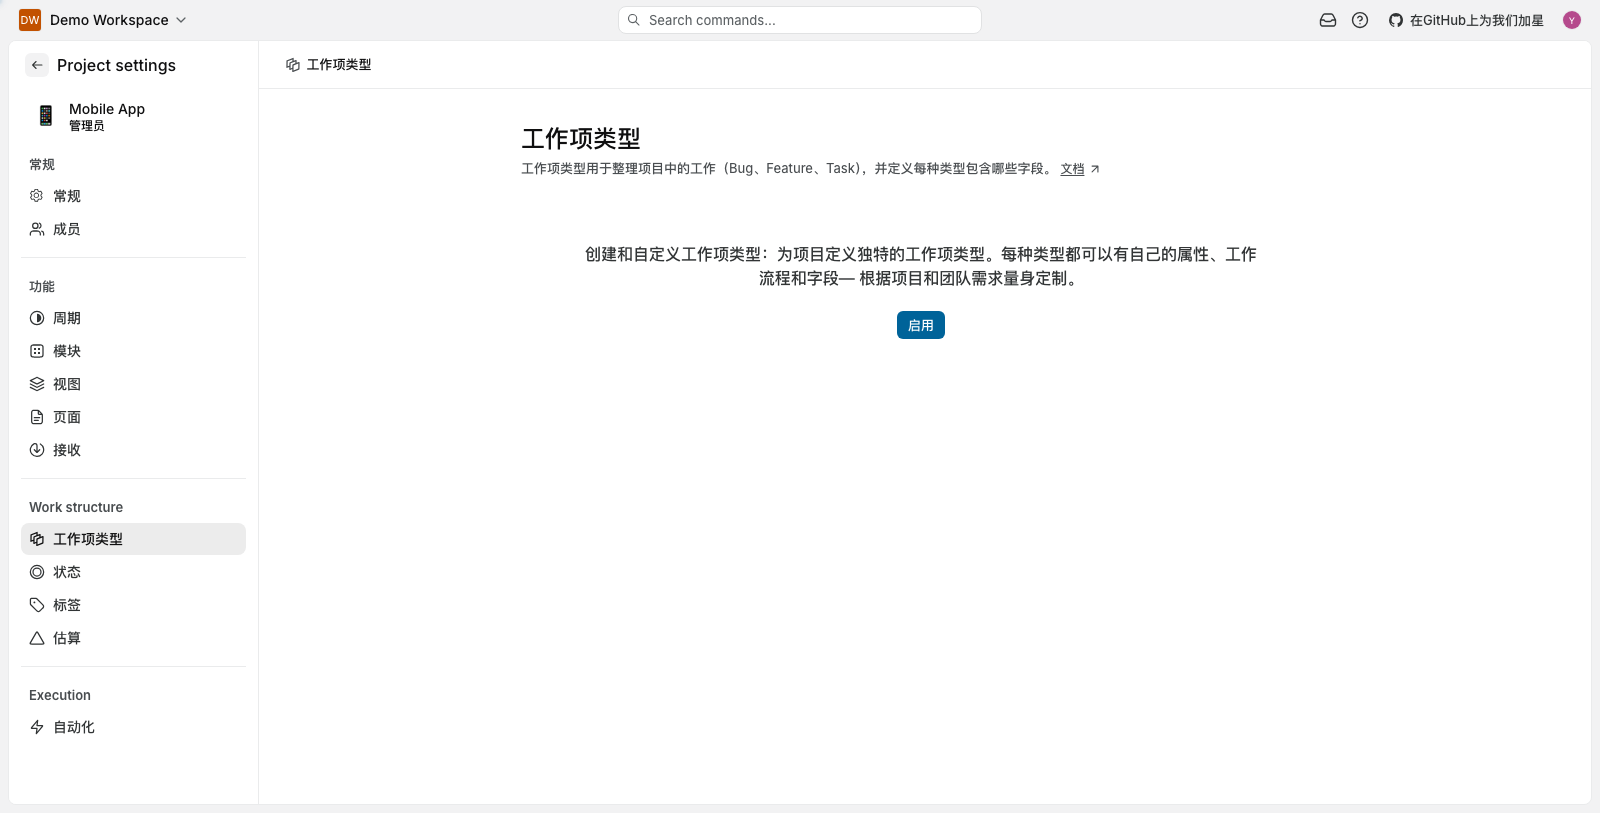 DW Demo Workspace
Search commands...
在GitHub上为我们加星
Y
Project settings
Mobile App
管理员
常规
常规
成员
功能
周期
模块
视图
页面
接收
Work structure
工作项类型
状态
标签
估算
Execution
自动化
工作项类型
工作项类型
工作项类型用于整理项目中的工作（Bug、Feature、Task），并定义每种类型包含哪些字段。 文档
创建和自定义工作项类型：为项目定义独特的工作项类型。每种类型都可以有自己的属性、工作
流程和字段— 根据项目和团队需求量身定制。
启用